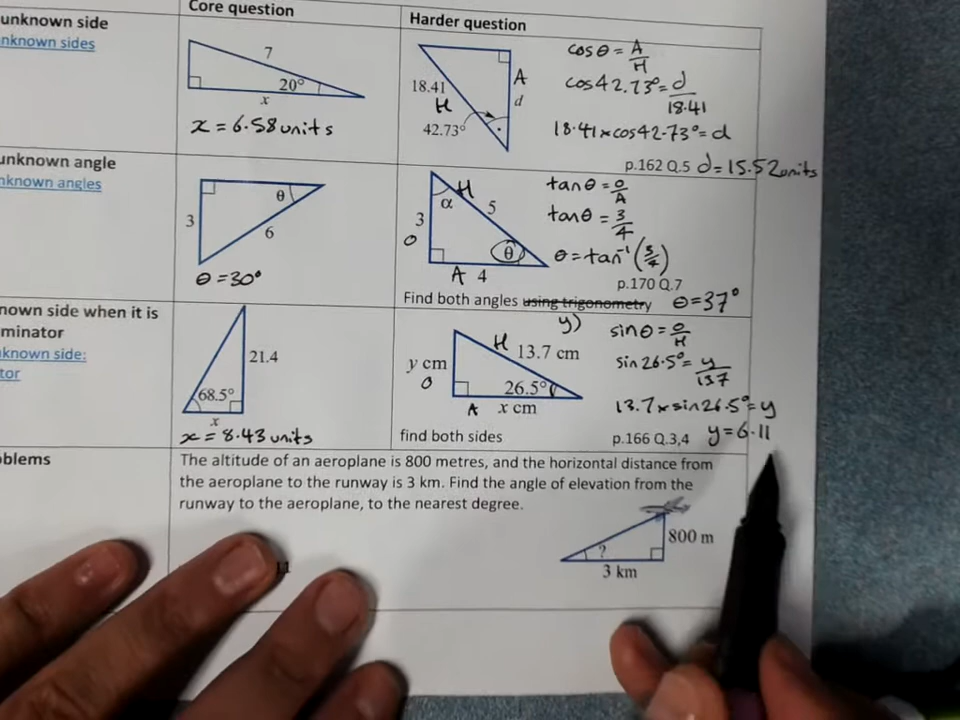 Core question
Harder question
unknown side
nknown sides
7
20°
x
x = 6.58 units
18.41
H
42.73°
A
d
cos θ = A/H
cos 42.73° = d/18.41
18.41 × cos 42.73° = d
p.162 Q.5 d = 15.52 units
unknown angle
nknown angles
3
θ
6
θ = 30°
α
H
3
5
O
θ
A 4
tan θ = O/A
tan θ = 3/4
θ = tan⁻¹ (3/4)
p.170 Q.7
Find both angles using trigonometry θ = 37°
nown side when it is
minator
nknown side:
tor
21.4
68.5°
x
x = 8.43 units
y)
H
13.7 cm
y cm
O
26.5°
A x cm
find both sides
sin θ = O/H
sin 26.5° = y/13.7
13.7 × sin 26.5° = y
p.166 Q.3,4 y = 6.11
oblems
The altitude of an aeroplane is 800 metres, and the horizontal distance from
the aeroplane to the runway is 3 km. Find the angle of elevation from the
runway to the aeroplane, to the nearest degree.
800 m
?
3 km
11